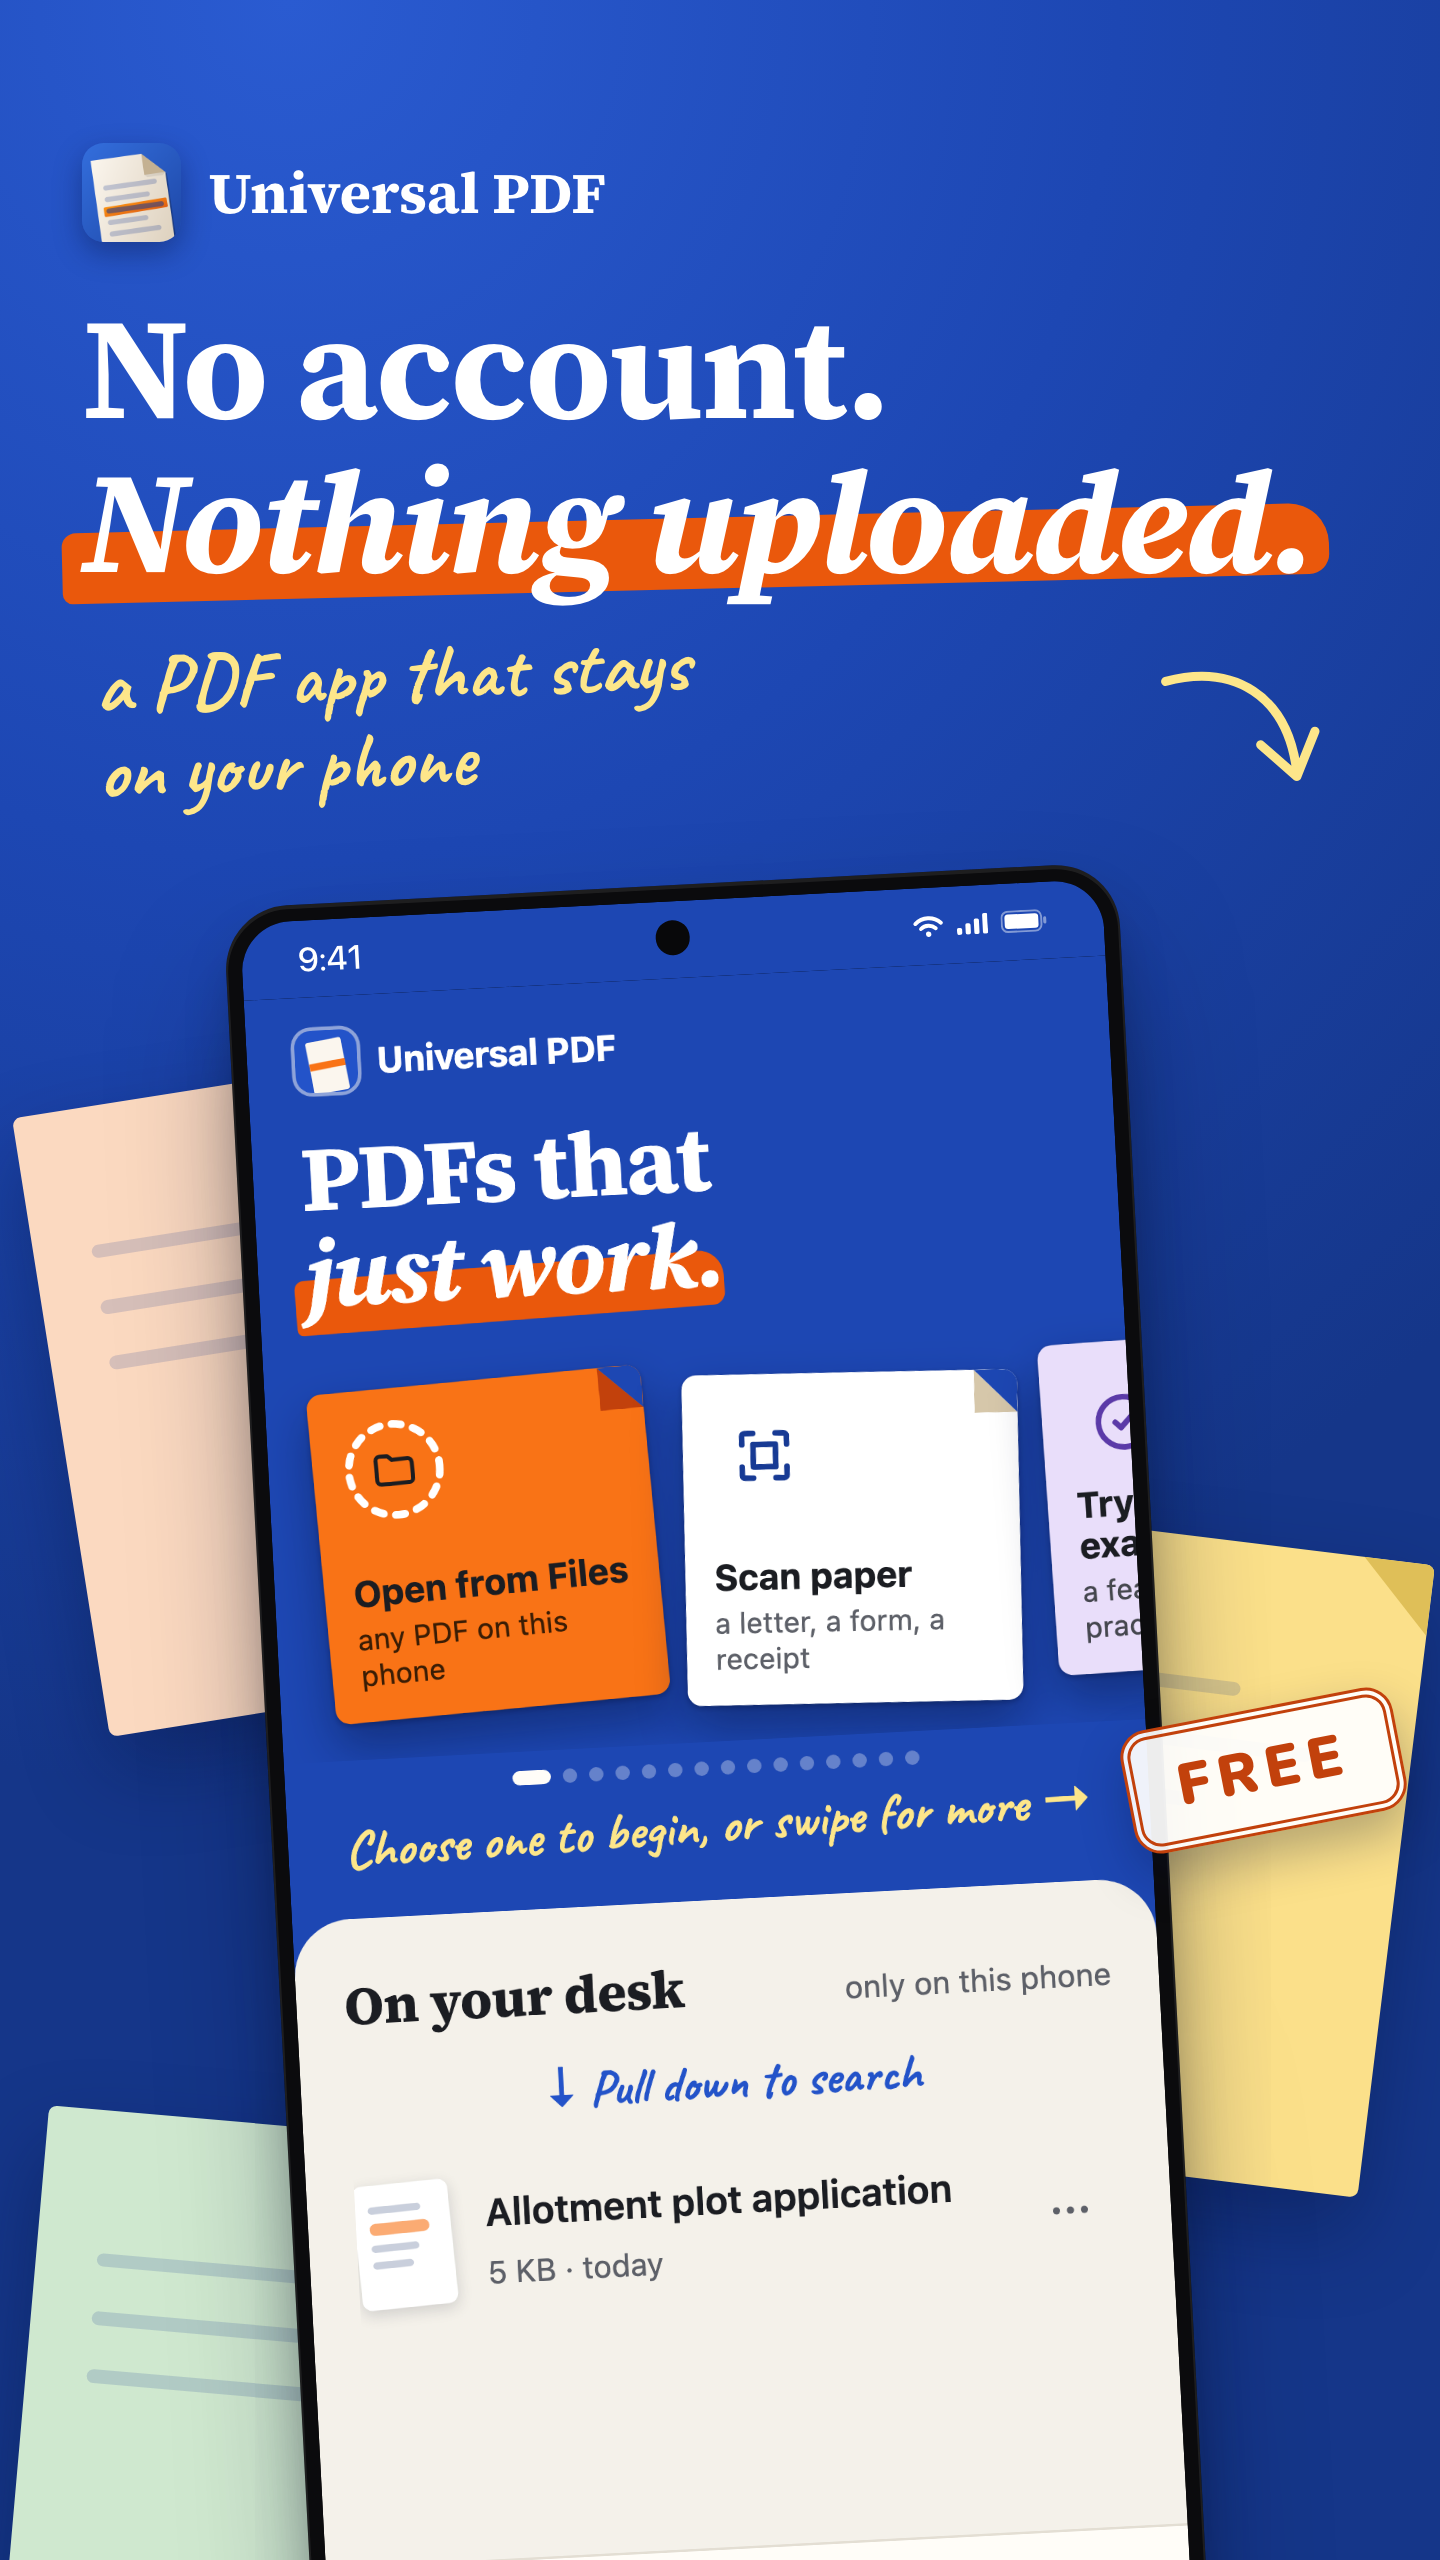 Universal PDF
No account.
Nothing uploaded.
a PDF app that stays
on your phone
9:41
Universal PDF
PDFs that
just work.
Open from Files
any PDF on this
phone
Scan paper
a letter, a form, a
receipt
Try
exa
a fea
prac
FREE
Choose one to begin, or swipe for more →
On your desk
only on this phone
↓ Pull down to search
Allotment plot application
5 KB · today